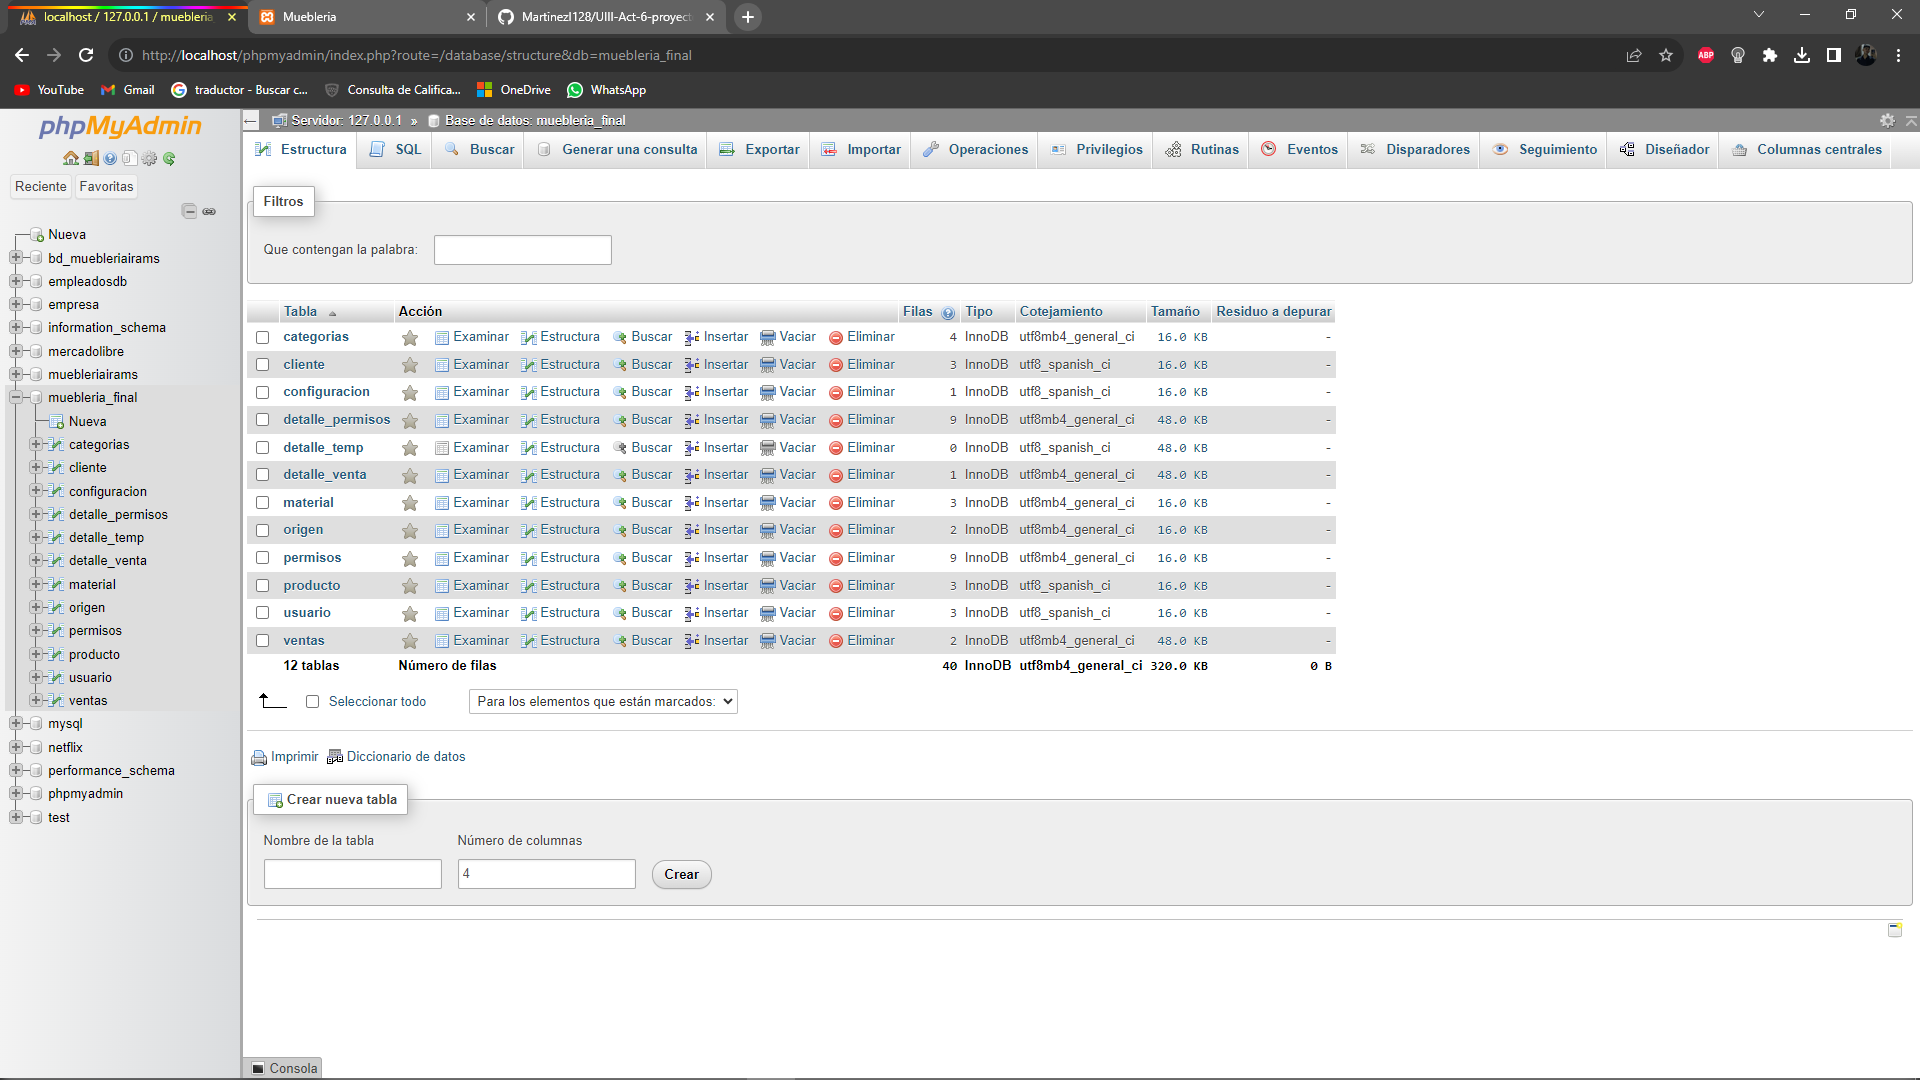 localhost / 127.0.0.1 / muebleria
Muebleria
MartinezI128/UIII-Act-6-proyect
http://localhost/phpmyadmin/index.php?route=/database/structure&db=muebleria_final
ABP
YouTube
Gmail
traductor - Buscar c...
Consulta de Califica...
OneDrive
WhatsApp
phpMyAdmin
Reciente
Favoritas
Nueva
bd_muebleriairams
empleadosdb
empresa
information_schema
mercadolibre
muebleriairams
muebleria_final
Nueva
categorias
cliente
configuracion
detalle_permisos
detalle_temp
detalle_venta
material
origen
permisos
producto
usuario
ventas
mysql
netflix
performance_schema
phpmyadmin
test
Servidor: 127.0.0.1 » Base de datos: muebleria_final
Estructura SQL Buscar Generar una consulta Exportar Importar Operaciones Privilegios Rutinas Eventos Disparadores Seguimiento Diseñador Columnas centrales
Filtros
Que contengan la palabra:
Tabla Acción Filas Tipo Cotejamiento Tamaño Residuo a depurar
categorias Examinar Estructura Buscar Insertar Vaciar Eliminar 4 InnoDB utf8mb4_general_ci 16.0 KB -
cliente Examinar Estructura Buscar Insertar Vaciar Eliminar 3 InnoDB utf8_spanish_ci 16.0 KB -
configuracion Examinar Estructura Buscar Insertar Vaciar Eliminar 1 InnoDB utf8_spanish_ci 16.0 KB -
detalle_permisos Examinar Estructura Buscar Insertar Vaciar Eliminar 9 InnoDB utf8mb4_general_ci 48.0 KB -
detalle_temp Examinar Estructura Buscar Insertar Vaciar Eliminar 0 InnoDB utf8_spanish_ci 48.0 KB -
detalle_venta Examinar Estructura Buscar Insertar Vaciar Eliminar 1 InnoDB utf8mb4_general_ci 48.0 KB -
material Examinar Estructura Buscar Insertar Vaciar Eliminar 3 InnoDB utf8mb4_general_ci 16.0 KB -
origen Examinar Estructura Buscar Insertar Vaciar Eliminar 2 InnoDB utf8mb4_general_ci 16.0 KB -
permisos Examinar Estructura Buscar Insertar Vaciar Eliminar 9 InnoDB utf8mb4_general_ci 16.0 KB -
producto Examinar Estructura Buscar Insertar Vaciar Eliminar 3 InnoDB utf8_spanish_ci 16.0 KB -
usuario Examinar Estructura Buscar Insertar Vaciar Eliminar 3 InnoDB utf8_spanish_ci 16.0 KB -
ventas Examinar Estructura Buscar Insertar Vaciar Eliminar 2 InnoDB utf8mb4_general_ci 48.0 KB -
12 tablas Número de filas 40 InnoDB utf8mb4_general_ci 320.0 KB 0 B
Seleccionar todo
Para los elementos que están marcados:
Imprimir
Diccionario de datos
Crear nueva tabla
Nombre de la tabla
Número de columnas
4
Crear
Consola